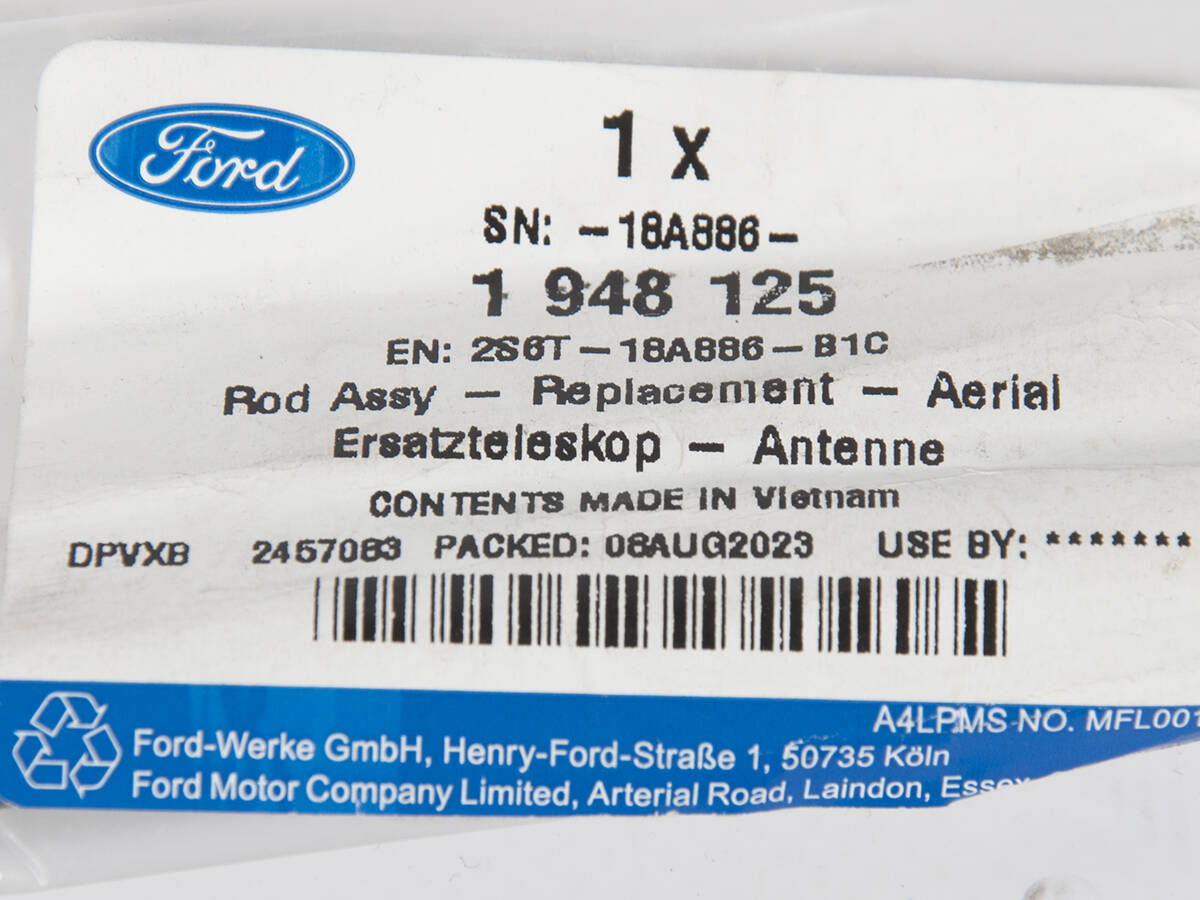 Ford
1 x
SN: -18A886-
1 948 125
EN: 2S6T-18A886-B1C
Rod Assy - Replacement - Aerial
Ersatzteleskop - Antenne
CONTENTS MADE IN Vietnam
DPVXB 2457083 PACKED: 08AUG2023 USE BY: *******
A4LPMS-NO. MFL001
Ford-Werke GmbH, Henry-Ford-Straße 1, 50735 Köln
Ford Motor Company Limited, Arterial Road, Laindon, Essex